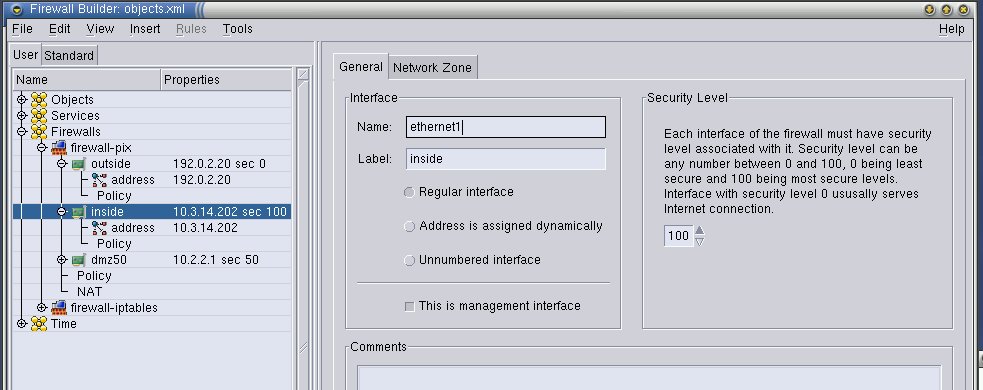 Firewall Builder: objects.xml
File Edit View Insert Rules Tools Help
User Standard
Name Properties
Objects
Services
Firewalls
firewall-pix
outside 192.0.2.20 sec 0
address 192.0.2.20
Policy
inside 10.3.14.202 sec 100
address 10.3.14.202
Policy
dmz50 10.2.2.1 sec 50
Policy
NAT
firewall-iptables
Time
General Network Zone
Interface
Name: ethernet1
Label: inside
Regular interface
Address is assigned dynamically
Unnumbered interface
This is management interface
Security Level
Each interface of the firewall must have security
level associated with it. Security level can be
any number between 0 and 100, 0 being least
secure and 100 being most secure levels.
Interface with security level 0 ususally serves
Internet connection.
100
Comments